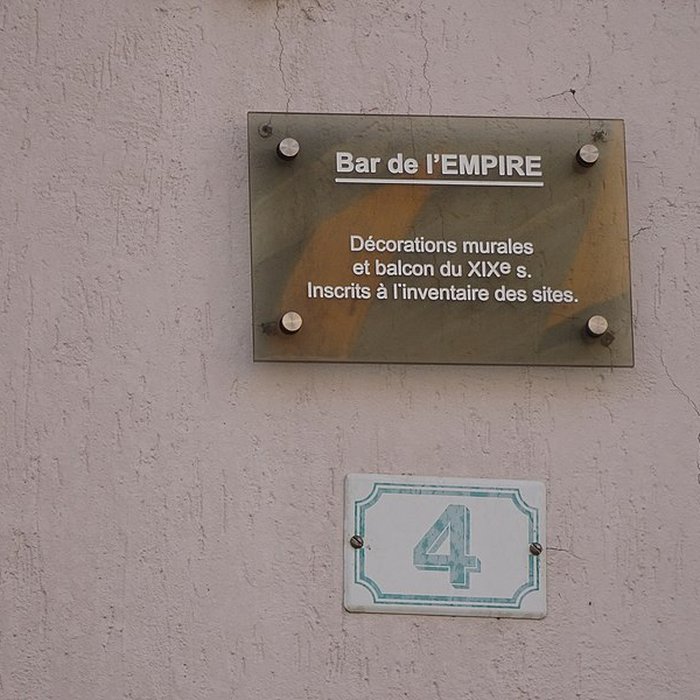 Bar de l'EMPIRE
Décorations murales
et balcon du XIXe s.
Inscrits à l'inventaire des sites.
4